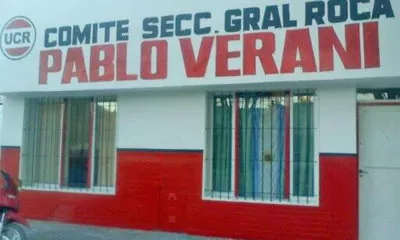 UCR
COMITE SECC. GRAL ROCA
PABLO VERANI